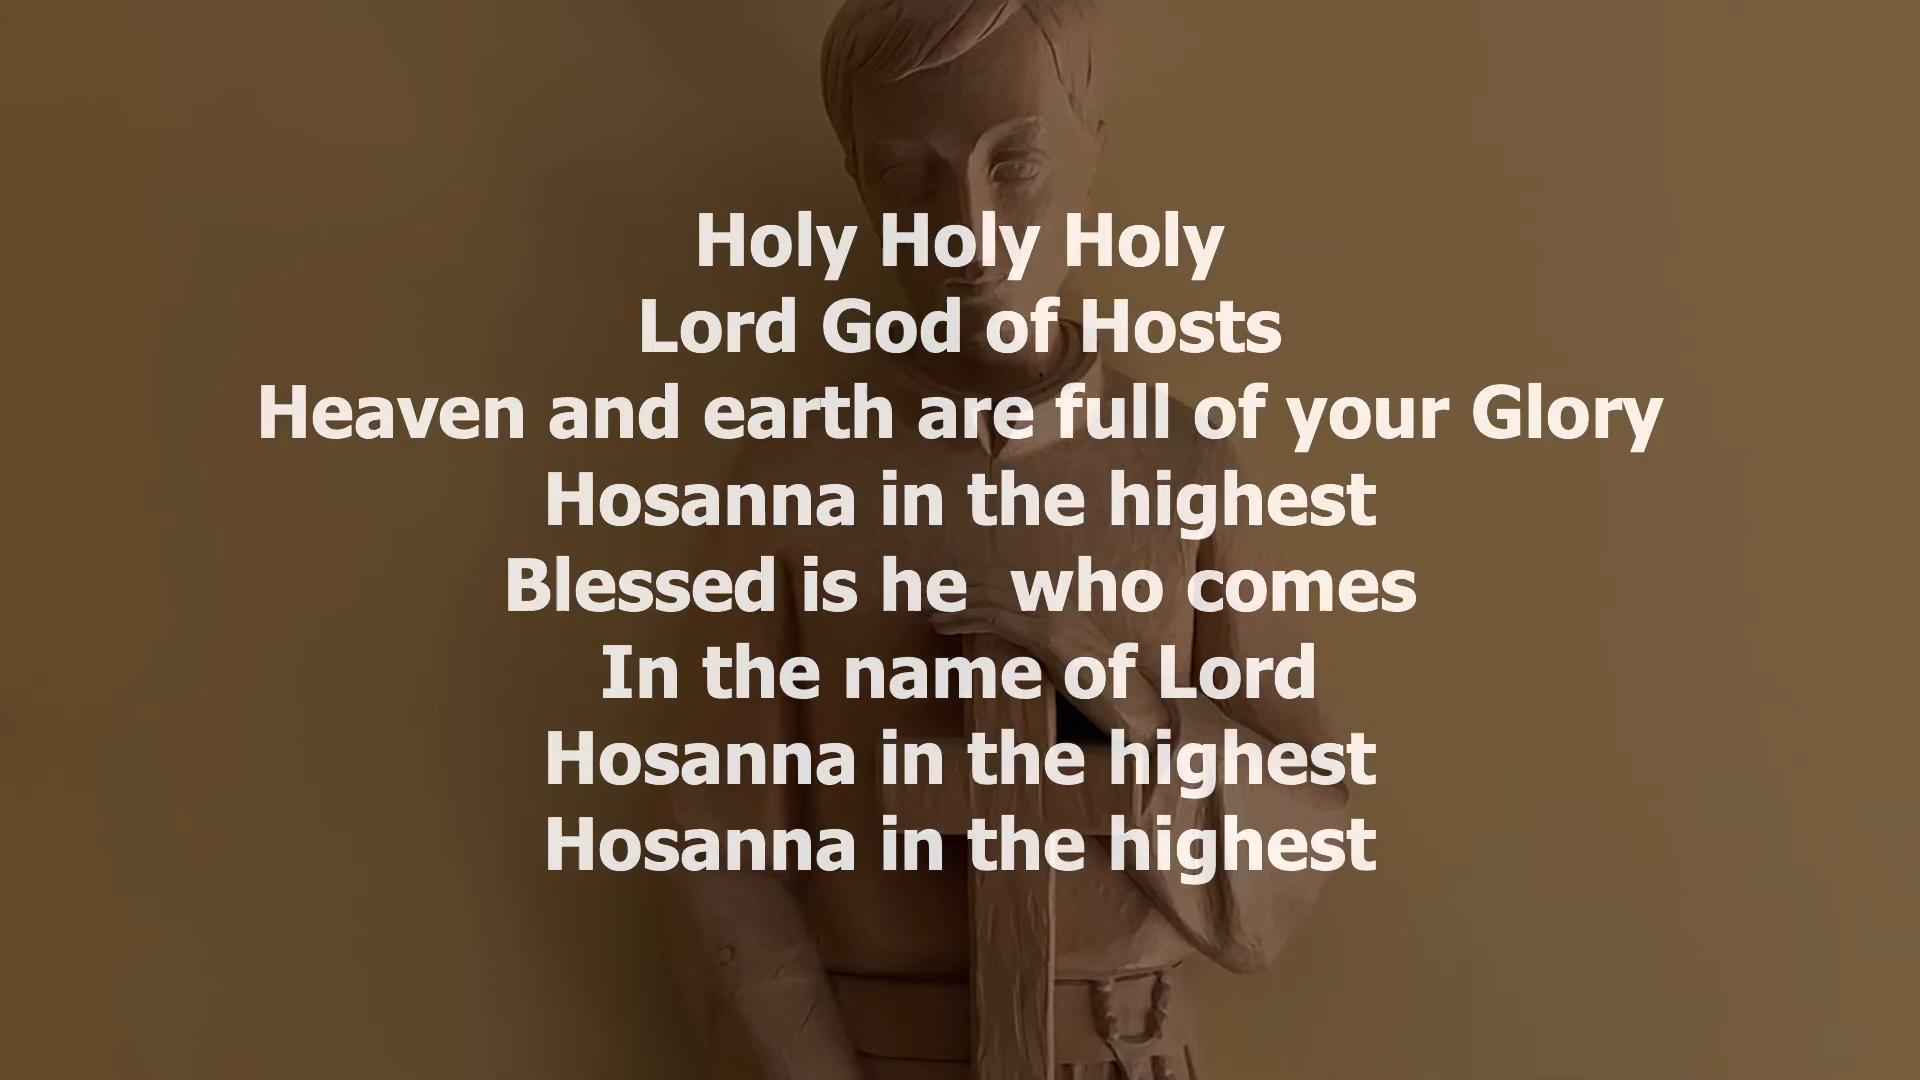 Holy Holy Holy
Lord God of Hosts
Heaven and earth are full of your Glory
Hosanna in the highest
Blessed is he  who comes
In the name of Lord
Hosanna in the highest
Hosanna in the highest